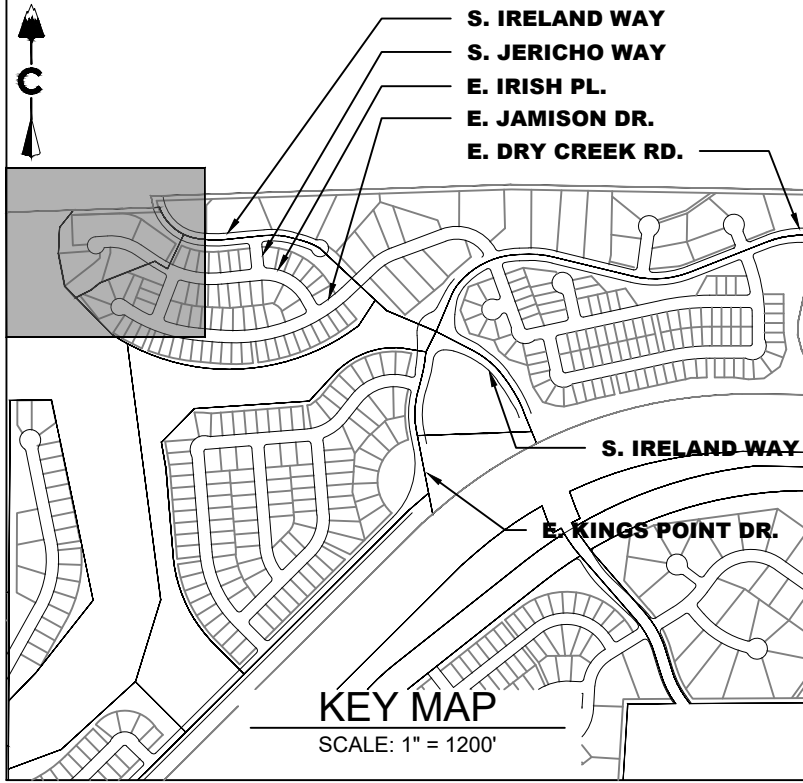 S. IRELAND WAY
S. JERICHO WAY
E. IRISH PL.
E. JAMISON DR.
E. DRY CREEK RD.
C
S. IRELAND WAY
E. KINGS POINT DR.
KEY MAP
SCALE: 1" = 1200'